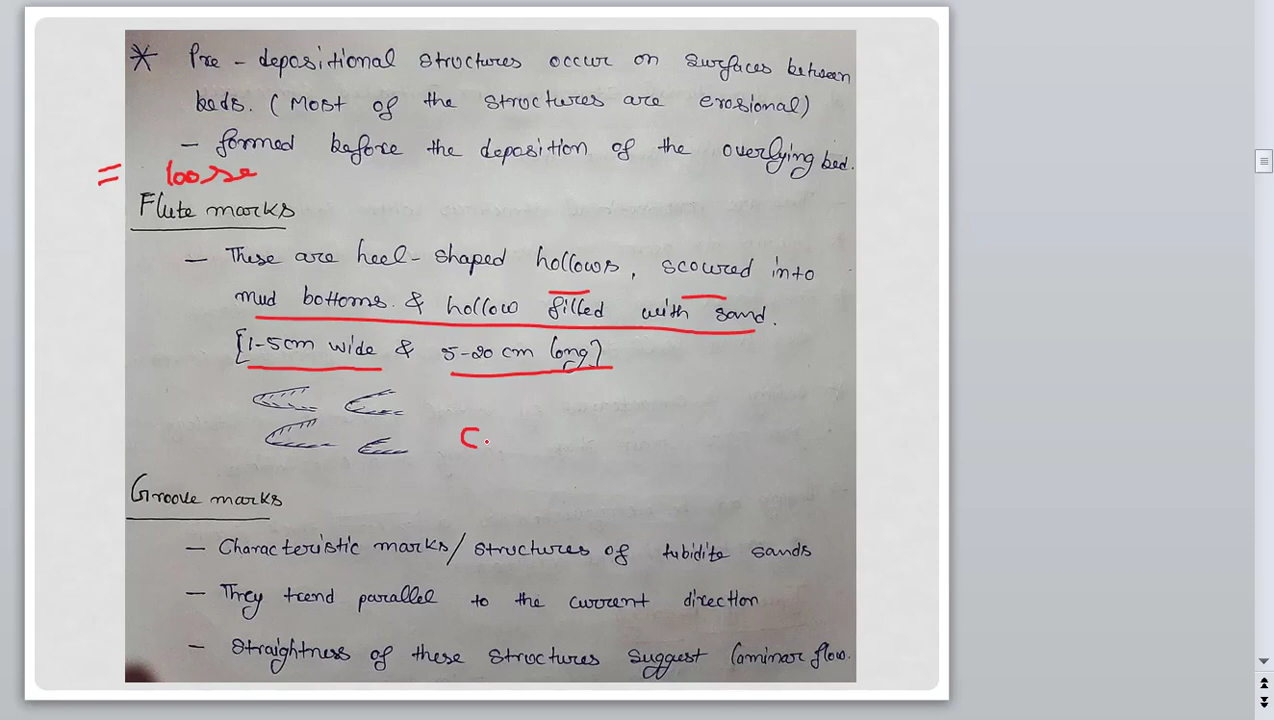 * Pre - depositional structures occur on surfaces between
beds. (Most of the structures are erosional)
- formed before the deposition of the overlying bed.
= loose
Flute marks
- These are heel-shaped hollows, scoured into
mud bottoms. & hollow filled with sand.
[1-5cm wide & 5-20 cm long]
C
Groove marks
- Characteristic marks/structures of tubidite sands
- They trend parallel to the current direction
- Straightness of these structures suggest laminar flow.